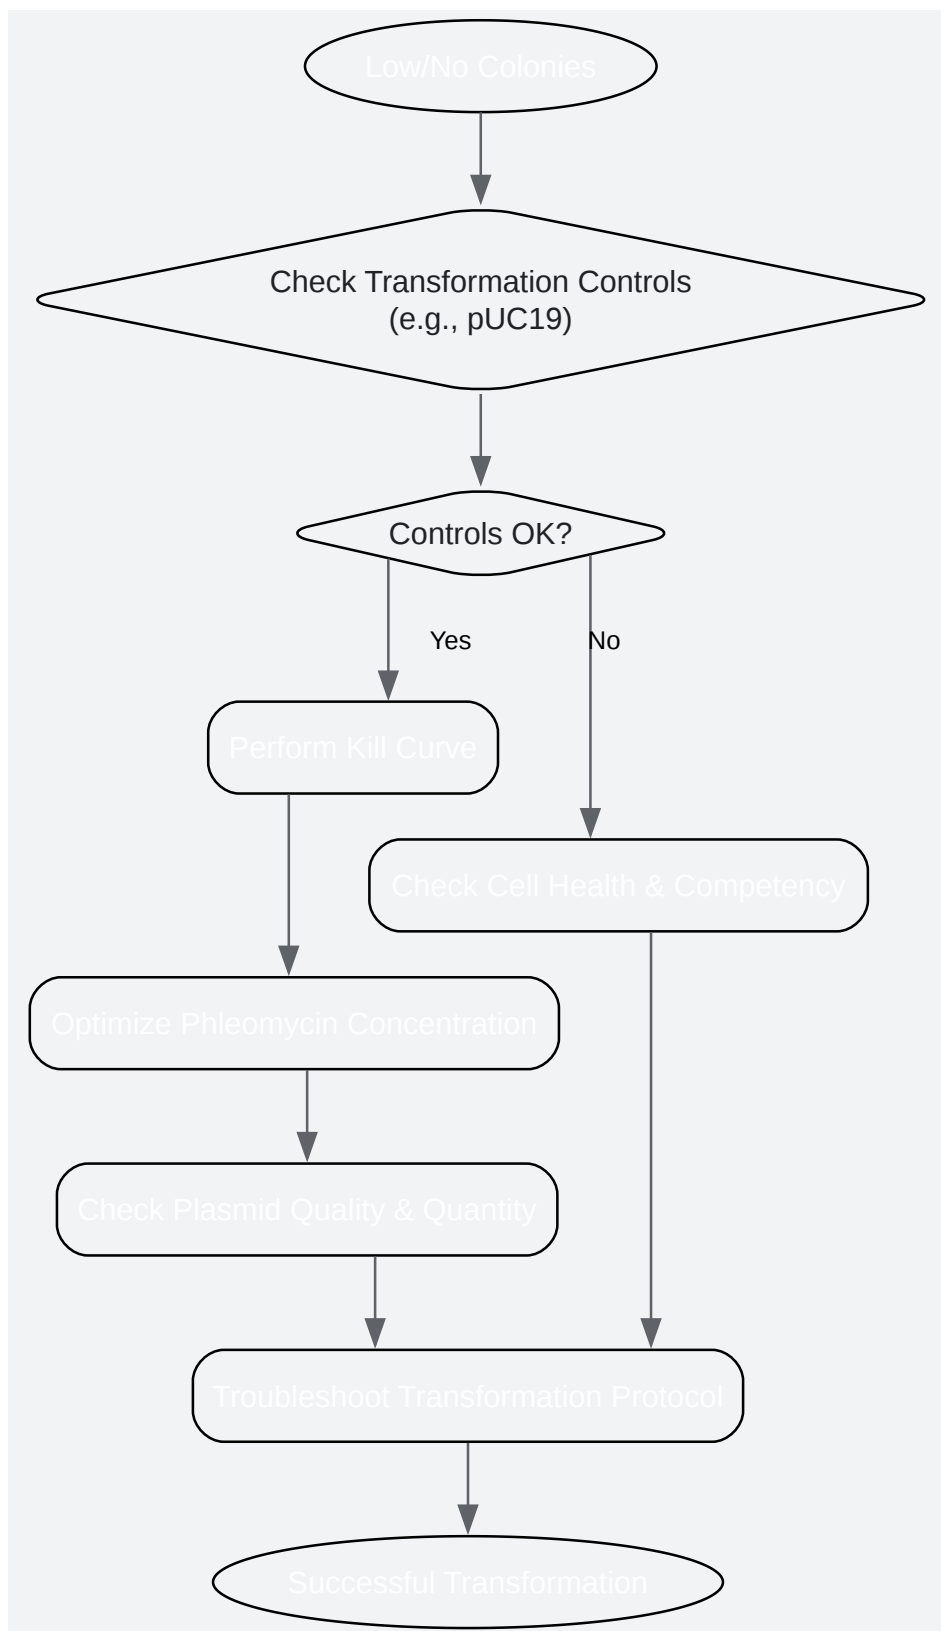 Low/No Colonies
Check Transformation Controls
(e.g., pUC19)
Controls OK?
Yes
No
Perform Kill Curve
Check Cell Health & Competency
Optimize Phleomycin Concentration
Check Plasmid Quality & Quantity
Troubleshoot Transformation Protocol
Successful Transformation